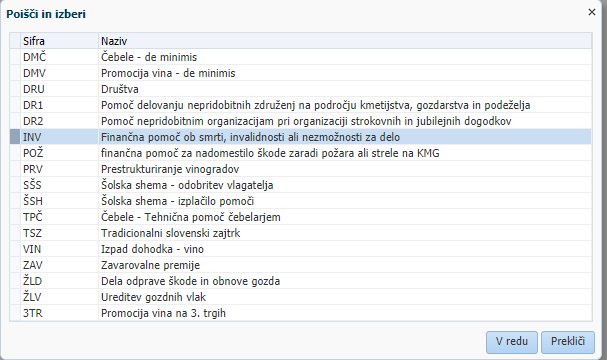 Poišči in izberi
Sifra Naziv
DMČ Čebele - de minimis
DMV Promocija vina - de minimis
DRU Društva
DR1 Pomoč delovanju nepridobitnih združenj na področju kmetijstva, gozdarstva in podeželja
DR2 Pomoč nepridobitnim organizacijam pri organizaciji strokovnih in jubilejnih dogodkov
INV Finančna pomoč ob smrti, invalidnosti ali nezmožnosti za delo
POŽ finančna pomoč za nadomestilo škode zaradi požara ali strele na KMG
PRV Prestrukturiranje vinogradov
SŠS Šolska shema - odobritev vlagatelja
ŠSH Šolska shema - izplačilo pomoči
TPČ Čebele - Tehnična pomoč čebelarjem
TSZ Tradicionalni slovenski zajtrk
VIN Izpad dohodka - vino
ZAV Zavarovalne premije
ŽLD Dela odprave škode in obnove gozda
ŽLV Ureditev gozdnih vlak
3TR Promocija vina na 3. trgih
V redu Prekliči